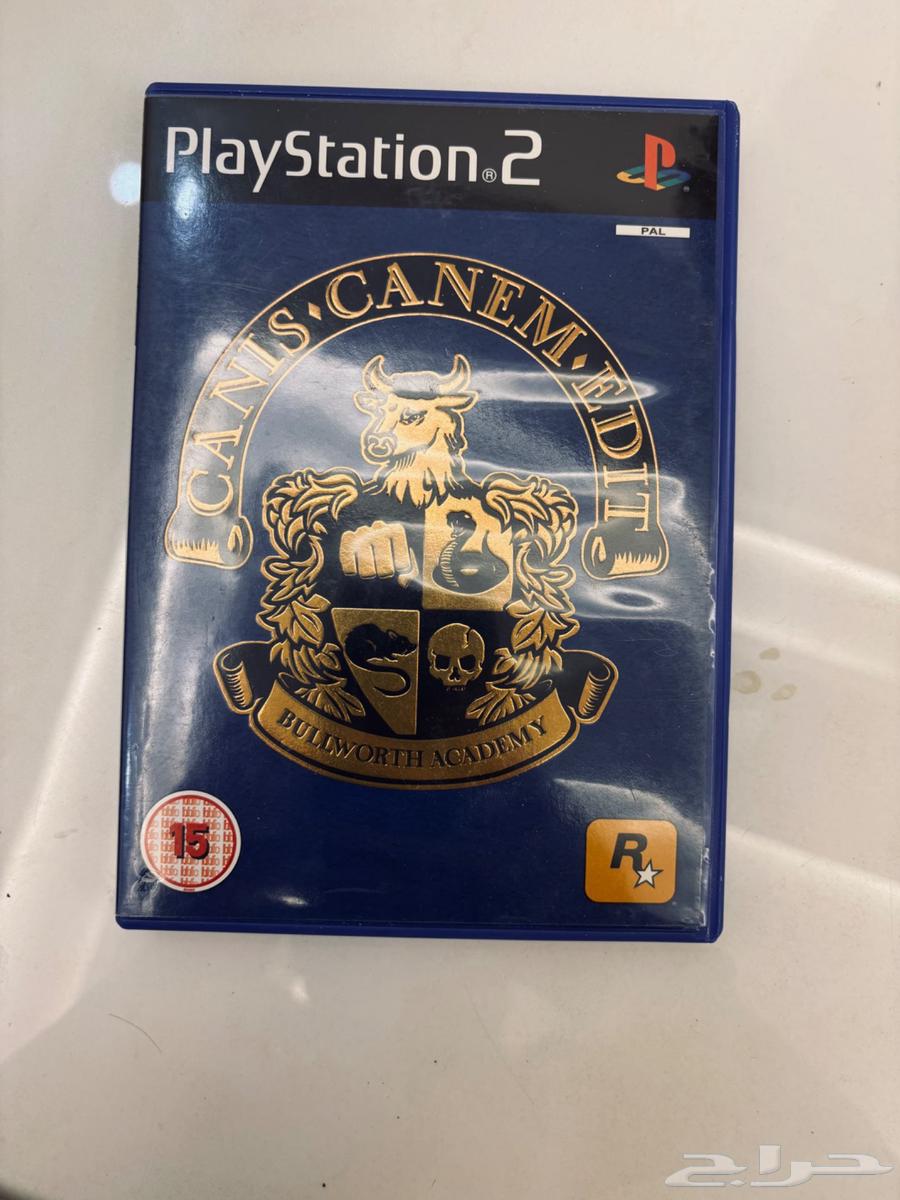 PlayStation®2
PAL
CANIS · CANEM · EDIT
BULLWORTH ACADEMY
15
R
حراج